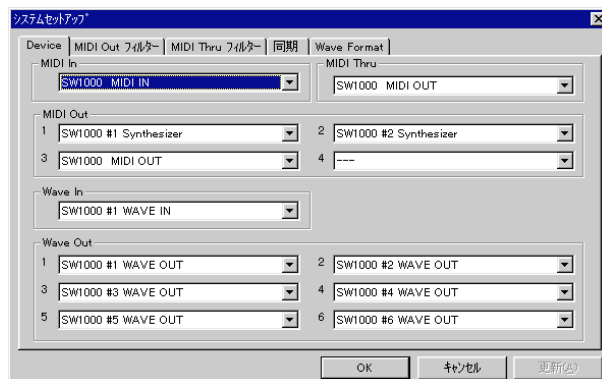 システムセットアップ
Device MIDI Out フィルター MIDI Thru フィルター 同期 Wave Format
MIDI In MIDI Thru
SW1000 MIDI IN SW1000 MIDI OUT
MIDI Out
1 SW1000 #1 Synthesizer 2 SW1000 #2 Synthesizer
3 SW1000 MIDI OUT 4 ---
Wave In
SW1000 #1 WAVE IN
Wave Out
1 SW1000 #1 WAVE OUT 2 SW1000 #2 WAVE OUT
3 SW1000 #3 WAVE OUT 4 SW1000 #4 WAVE OUT
5 SW1000 #5 WAVE OUT 6 SW1000 #6 WAVE OUT
OK キャンセル 更新(A)